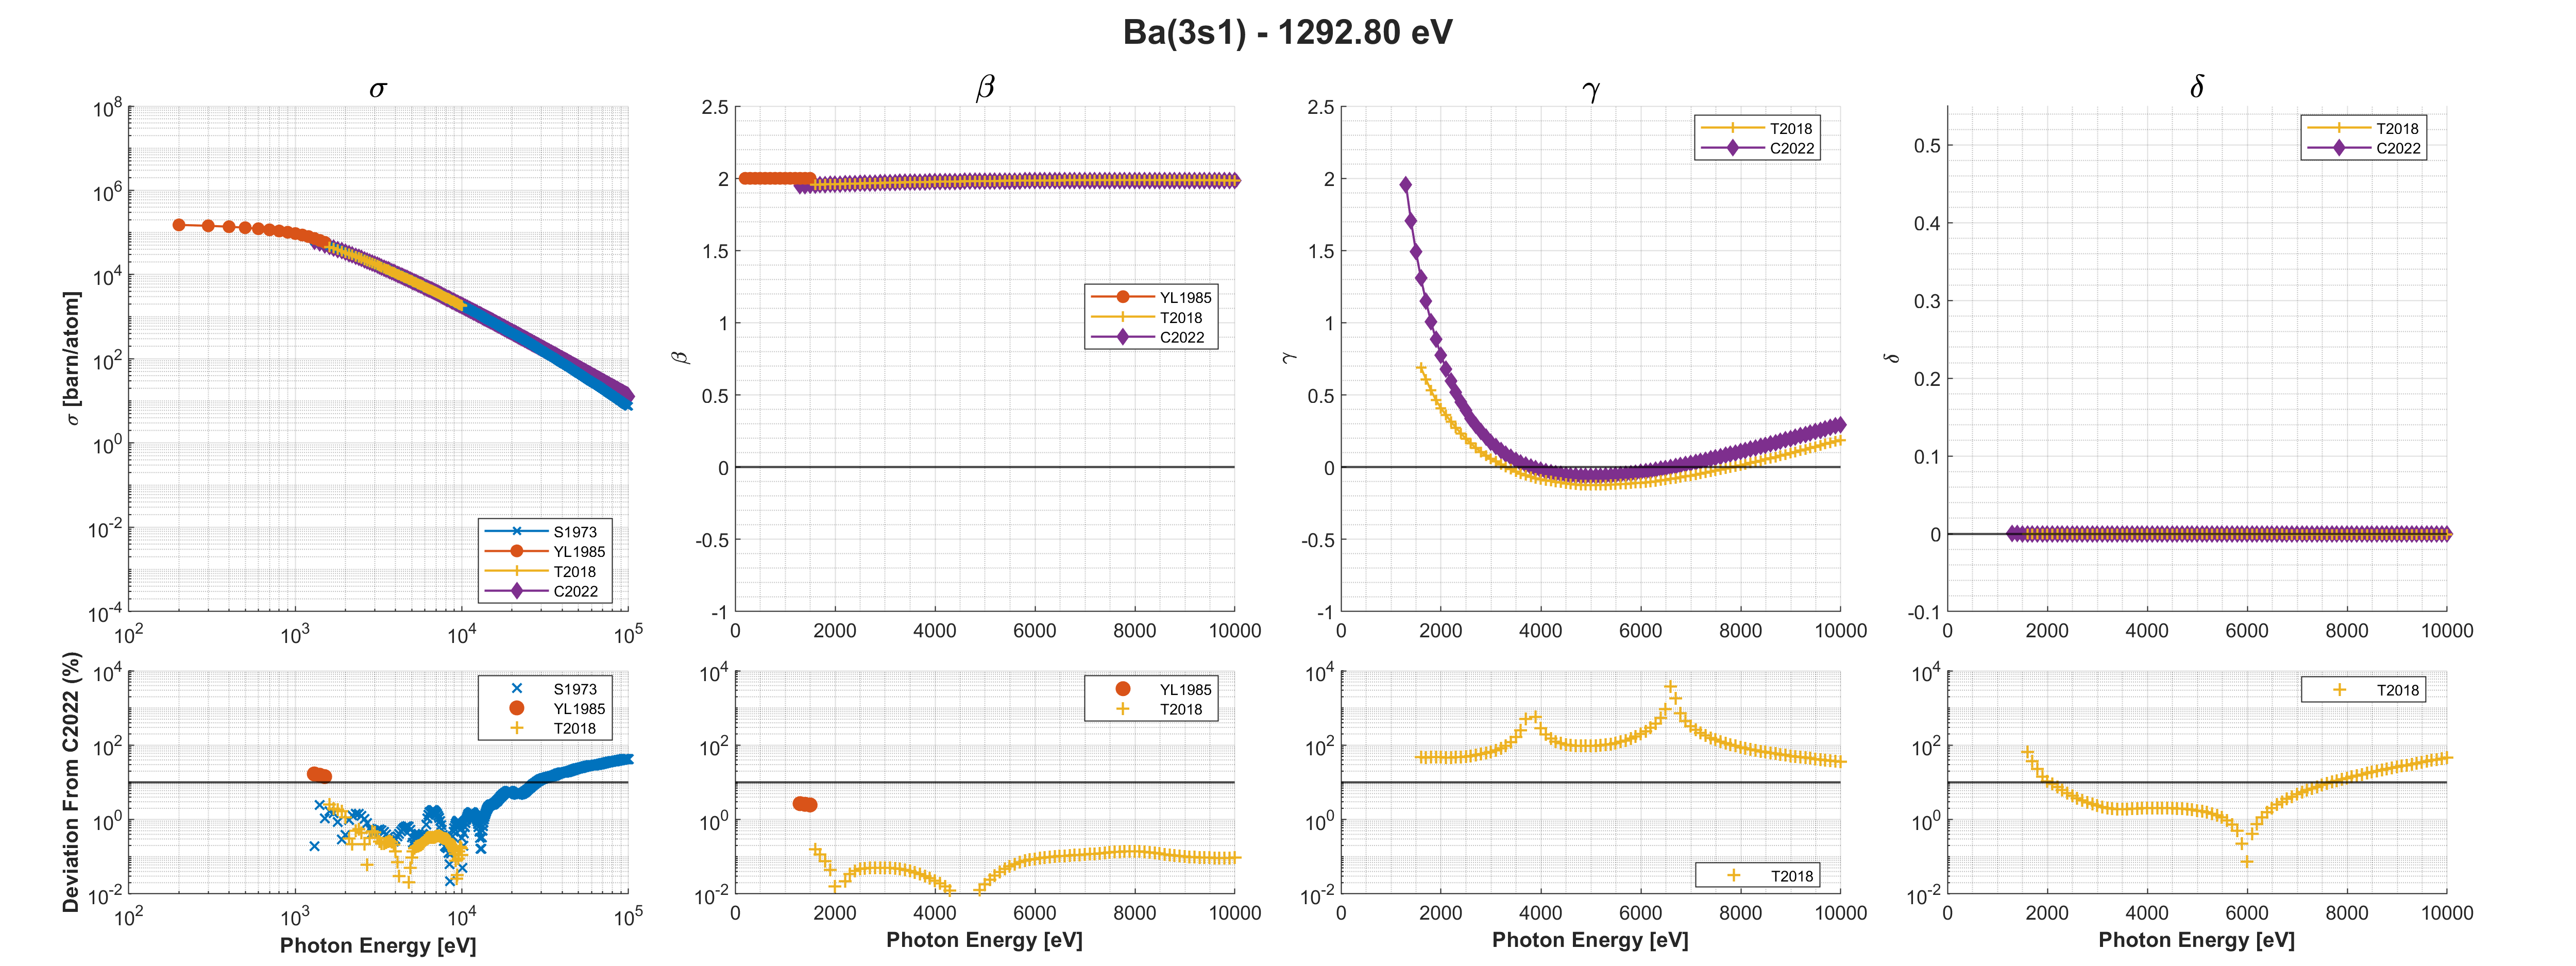 Ba(3s1) - 1292.80 eV
σ
σ [barn/atom]
10^8
10^6
10^4
10^2
10^0
10^-2
10^-4
10^2 10^3 10^4 10^5
S1973
YL1985
T2018
C2022
β
β
2.5
2
1.5
1
0.5
0
-0.5
-1
0 2000 4000 6000 8000 10000
YL1985
T2018
C2022
γ
γ
2.5
2
1.5
1
0.5
0
-0.5
-1
0 2000 4000 6000 8000 10000
T2018
C2022
δ
δ
0.5
0.4
0.3
0.2
0.1
0
-0.1
0 2000 4000 6000 8000 10000
T2018
C2022
Deviation From C2022 (%)
10^4
10^2
10^0
10^-2
10^2 10^3 10^4 10^5
S1973
YL1985
T2018
Photon Energy [eV]
10^4
10^2
10^0
10^-2
0 2000 4000 6000 8000 10000
YL1985
T2018
Photon Energy [eV]
10^4
10^2
10^0
10^-2
0 2000 4000 6000 8000 10000
T2018
Photon Energy [eV]
10^4
10^2
10^0
10^-2
0 2000 4000 6000 8000 10000
T2018
Photon Energy [eV]